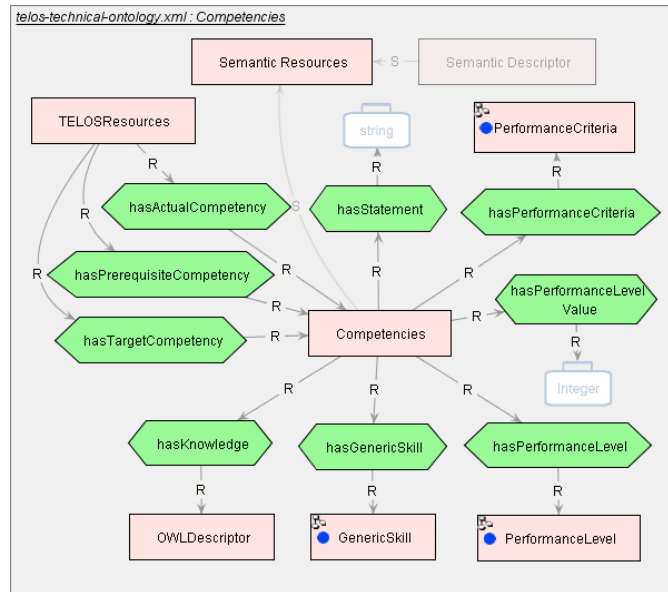 telos-technical-ontology.xml : Competencies
Semantic Resources
S
Semantic Descriptor
TELOSResources
string
PerformanceCriteria
R
R
R
hasActualCompetency
hasStatement
hasPerformanceCriteria
R
S
R
R
R
R
hasPrerequisiteCompetency
hasPerformanceLevel
Value
R
R
hasTargetCompetency
R
Competencies
R
Integer
R
R
R
hasKnowledge
hasGenericSkill
hasPerformanceLevel
R
R
R
OWLDescriptor
GenericSkill
PerformanceLevel